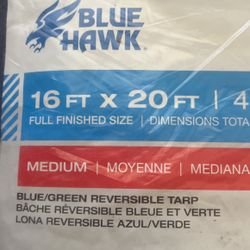 BLUE
HAWK
16 FT X 20 FT | 4
FULL FINISHED SIZE | DIMENSIONS TOTA
MEDIUM | MOYENNE | MEDIANA
BLUE/GREEN REVERSIBLE TARP
BÂCHE RÉVERSIBLE BLEUE ET VERTE
LONA REVERSIBLE AZUL/VERDE